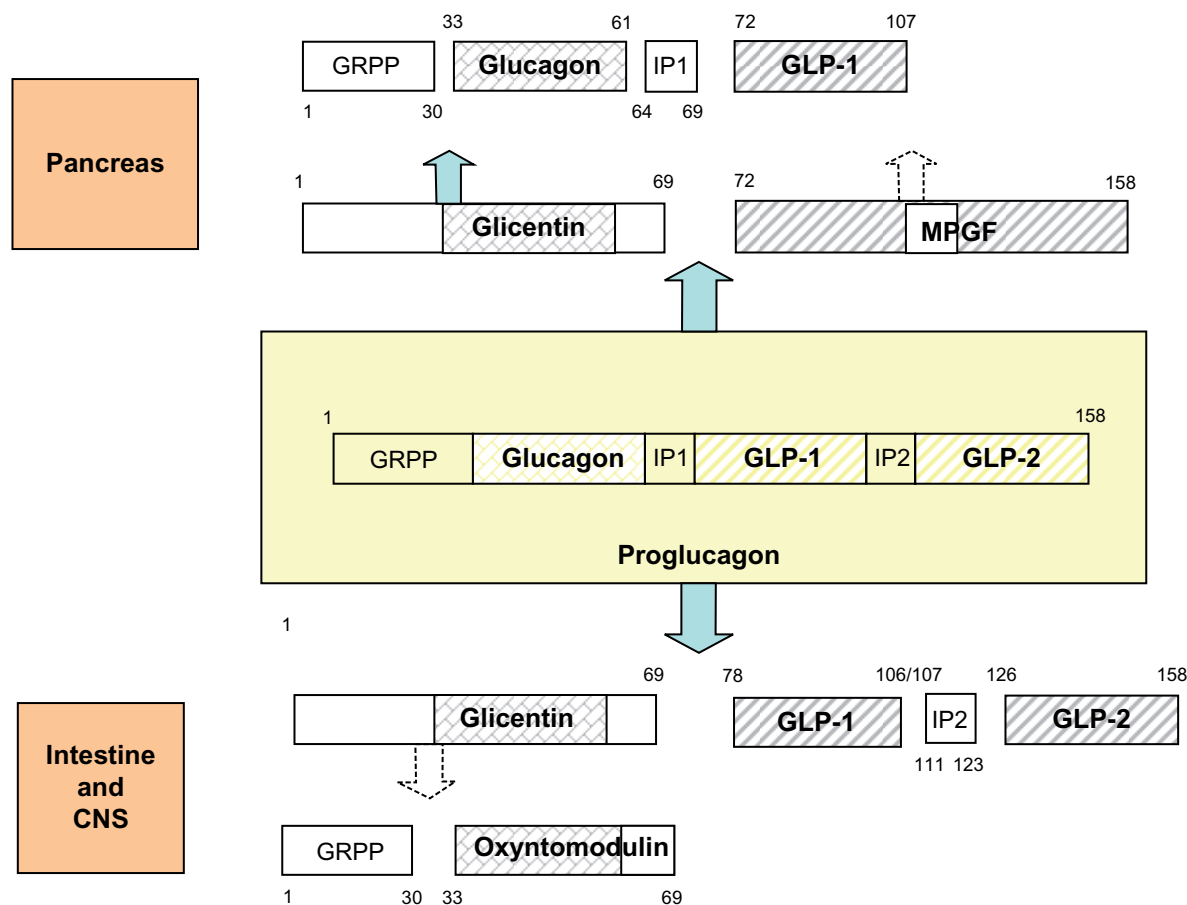 33 61 72 107
GRPP Glucagon IP1 GLP-1
1 30 64 69
Pancreas
1 69 72 158
Glicentin MPGF
1 158
GRPP Glucagon IP1 GLP-1 IP2 GLP-2
Proglucagon
1
69 78 106/107 126 158
Glicentin GLP-1 IP2 GLP-2
111 123
Intestine
and
CNS
GRPP Oxyntomodulin
1 30 33 69